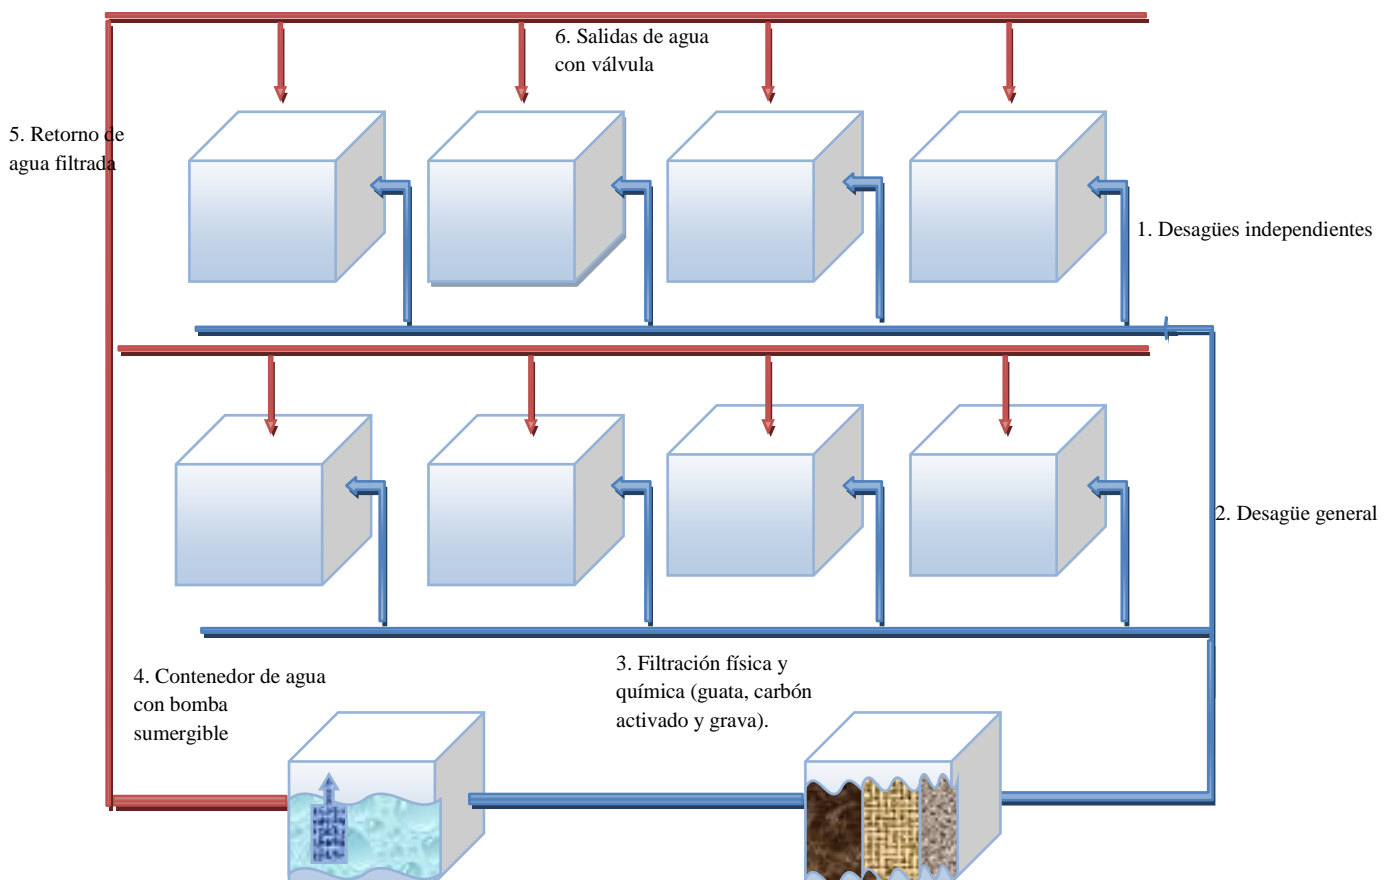 6. Salidas de agua
con válvula
5. Retorno de
agua filtrada
1. Desagües independientes
2. Desagüe general
3. Filtración física y
química (guata, carbón
activado y grava).
4. Contenedor de agua
con bomba
sumergible